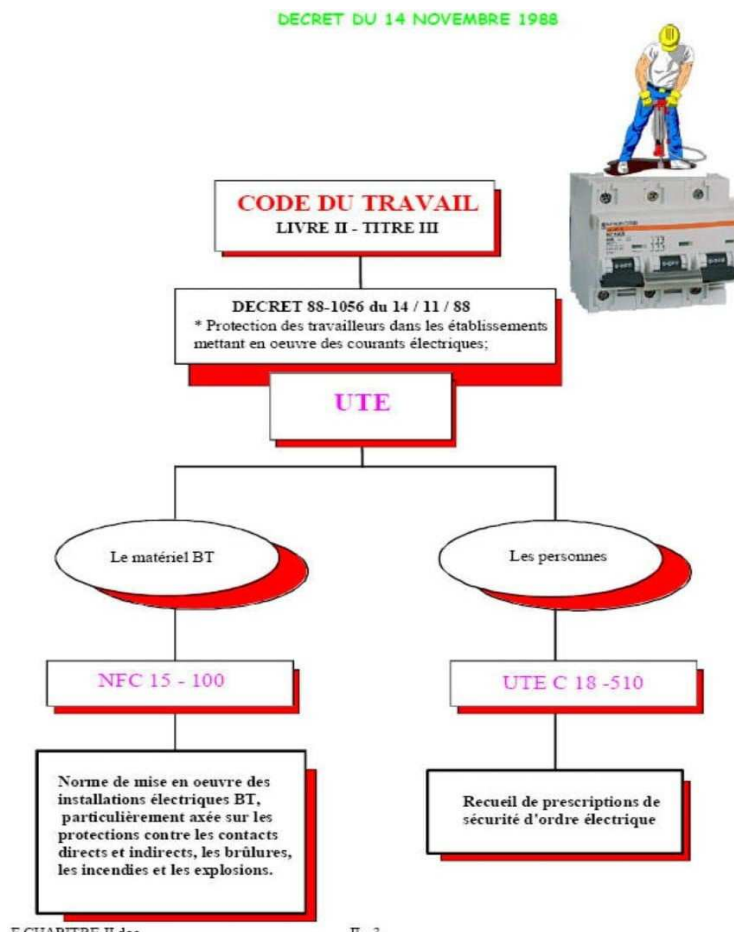 DECRET DU 14 NOVEMBRE 1988
CODE DU TRAVAIL
LIVRE II - TITRE III
DECRET 88-1056 du 14 / 11 / 88
* Protection des travailleurs dans les établissements
mettant en oeuvre des courants électriques;
UTE
Le matériel BT
Les personnes
NFC 15 - 100
UTE C 18 -510
Norme de mise en oeuvre des
installations électriques BT,
particulièrement axée sur les
protections contre les contacts
directs et indirects, les brûlures,
les incendies et les explosions.
Recueil de prescriptions de
sécurité d'ordre électrique